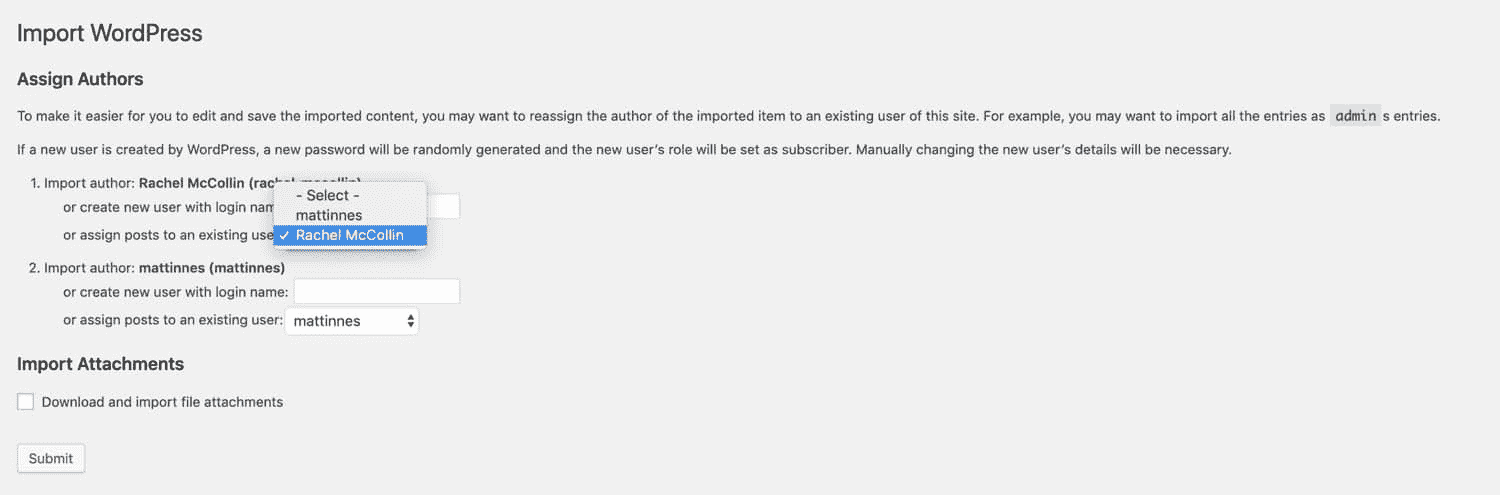 Import WordPress
Assign Authors
To make it easier for you to edit and save the imported content, you may want to reassign the author of the imported item to an existing user of this site. For example, you may want to import all the entries as admin s entries.
If a new user is created by WordPress, a new password will be randomly generated and the new user's role will be set as subscriber. Manually changing the new user's details will be necessary.
1. Import author: Rachel McCollin
- Select -
or create new user with login
mattinnes
or assign posts to an existing
✓ Rachel McCollin
2. Import author: mattinnes (mattinnes)
or create new user with login name:
or assign posts to an existing user: mattinnes
Import Attachments
Download and import file attachments
Submit